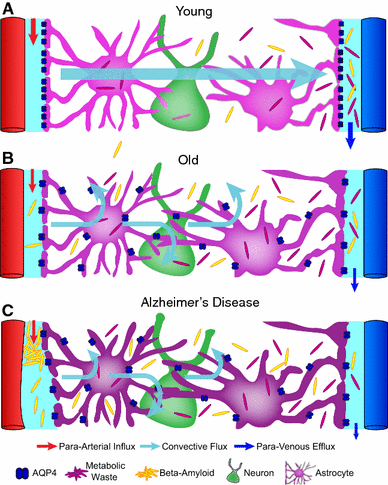 A
Young
B
Old
C
Alzheimer's Disease
Para-Arterial Influx
Convective Flux
Para-Venous Efflux
AQP4
Metabolic
Waste
Beta-Amyloid
Neuron
Astrocyte